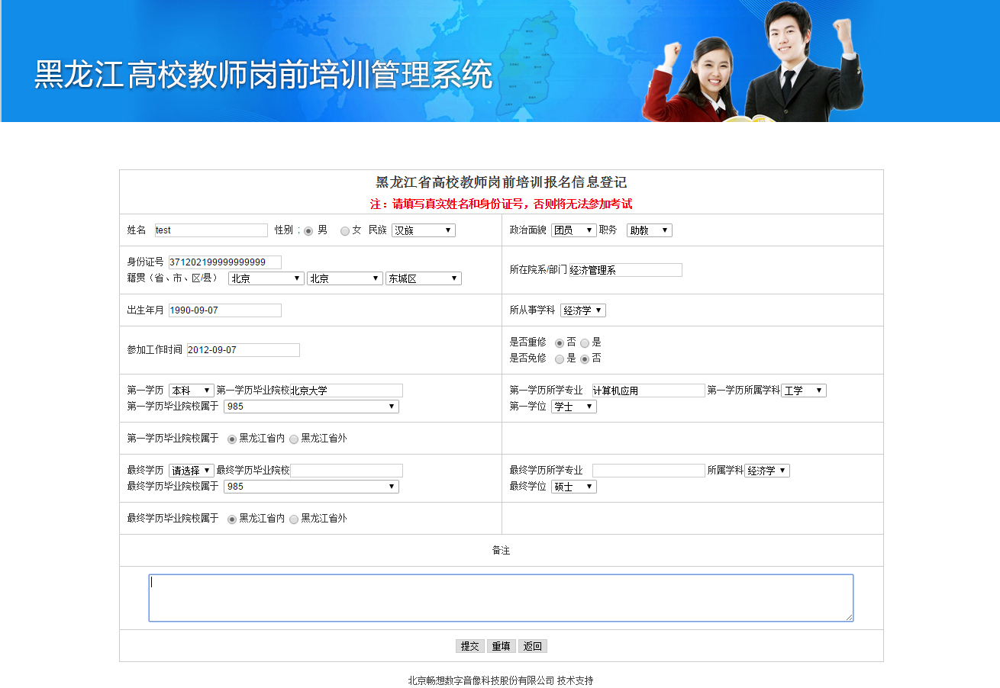 黑龙江高校教师岗前培训管理系统
黑龙江省高校教师岗前培训报名信息登记
注：请填写真实姓名和身份证号，否则将无法参加考试
姓名 test 性别： 男 女 民族 汉族
政治面貌 团员 职务 助教
身份证号 371202199999999999
籍贯（省、市、区/县） 北京 北京 东城区
所在院系/部门 经济管理系
出生年月 1990-09-07
所从事学科 经济学
参加工作时间 2012-09-07
是否重修 否 是
是否免修 是 否
第一学历 本科 第一学历毕业院校 北京大学
第一学历毕业院校属于 985
第一学历所学专业 计算机应用 第一学历所属学科 工学
第一学位 学士
第一学历毕业院校属于 黑龙江省内 黑龙江省外
最终学历 请选择 最终学历毕业院校
最终学历毕业院校属于 985
最终学历所学专业 所属学科 经济学
最终学位 硕士
最终学历毕业院校属于 黑龙江省内 黑龙江省外
备注
提交 重填 返回
北京畅想数字音像科技股份有限公司 技术支持